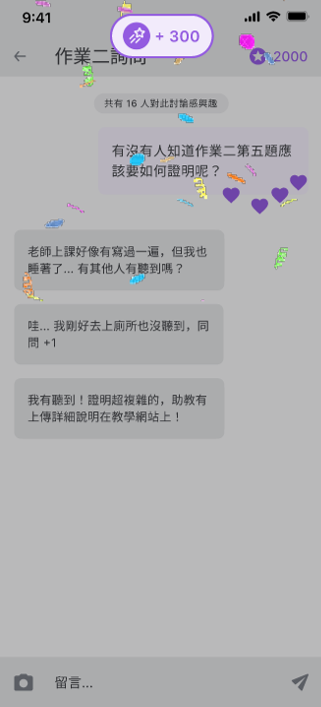 9:41
+ 300
作業二詢問
2000
共有 16 人對此討論感興趣
有沒有人知道作業二第五題應
該要如何證明呢？
老師上課好像有寫過一遍，但我也
睡著了... 有其他人有聽到嗎？
哇... 我剛好去上廁所也沒聽到，同
問 +1
我有聽到！證明超複雜的，助教有
上傳詳細說明在教學網站上！
留言...